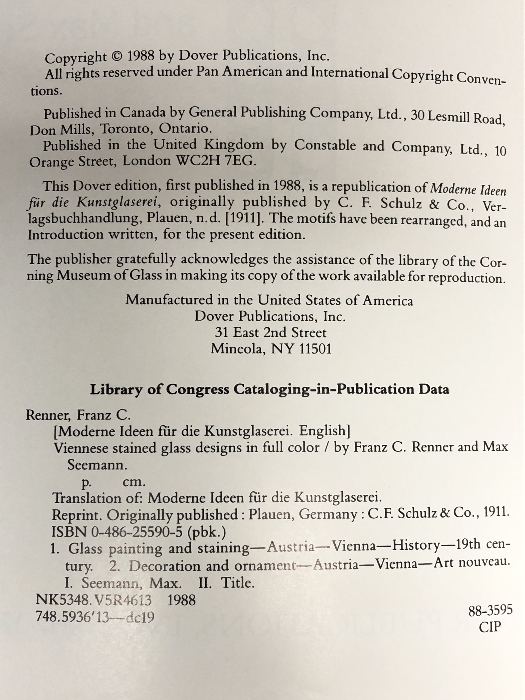 Copyright © 1988 by Dover Publications, Inc.
All rights reserved under Pan American and International Copyright Conven-
tions.
Published in Canada by General Publishing Company, Ltd., 30 Lesmill Road,
Don Mills, Toronto, Ontario.
Published in the United Kingdom by Constable and Company, Ltd., 10
Orange Street, London WC2H 7EG.
This Dover edition, first published in 1988, is a republication of Moderne Ideen
für die Kunstglaserei, originally published by C. F. Schulz & Co., Ver-
lagsbuchhandlung, Plauen, n.d. [1911]. The motifs have been rearranged, and an
Introduction written, for the present edition.
The publisher gratefully acknowledges the assistance of the library of the Cor-
ning Museum of Glass in making its copy of the work available for reproduction.
Manufactured in the United States of America
Dover Publications, Inc.
31 East 2nd Street
Mineola, NY 11501
Library of Congress Cataloging-in-Publication Data
Renner, Franz C.
[Moderne Ideen für die Kunstglaserei. English]
Viennese stained glass designs in full color / by Franz C. Renner and Max
Seemann.
p. cm.
Translation of: Moderne Ideen für die Kunstglaserei.
Reprint. Originally published : Plauen, Germany : C.F. Schulz & Co., 1911.
ISBN 0-486-25590-5 (pbk.)
1. Glass painting and staining—Austria—Vienna—History—19th cen-
tury. 2. Decoration and ornament—Austria—Vienna—Art nouveau.
I. Seemann, Max. II. Title.
NK5348.V5R4613 1988
748.5936'13—dc19
88-3595
CIP